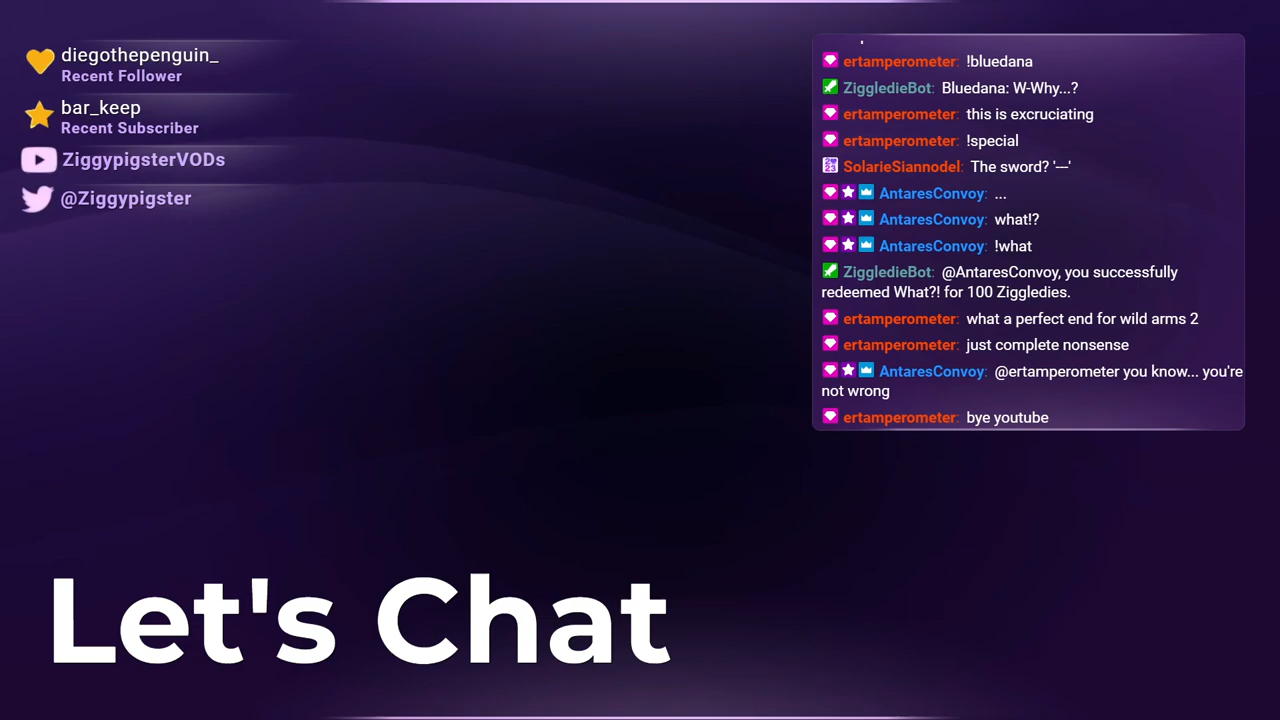 diegothepenguin_
Recent Follower
bar_keep
Recent Subscriber
ZiggypigsterVODs
@Ziggypigster
ertamperometer: !bluedana
ZiggledieBot: Bluedana: W-Why...?
ertamperometer: this is excruciating
ertamperometer: !special
SolarieSiannodel: The sword? '---'
AntaresConvoy: ...
AntaresConvoy: what!?
AntaresConvoy: !what
ZiggledieBot: @AntaresConvoy, you successfully
redeemed What?! for 100 Ziggledies.
ertamperometer: what a perfect end for wild arms 2
ertamperometer: just complete nonsense
AntaresConvoy: @ertamperometer you know... you're
not wrong
ertamperometer: bye youtube
Let's Chat